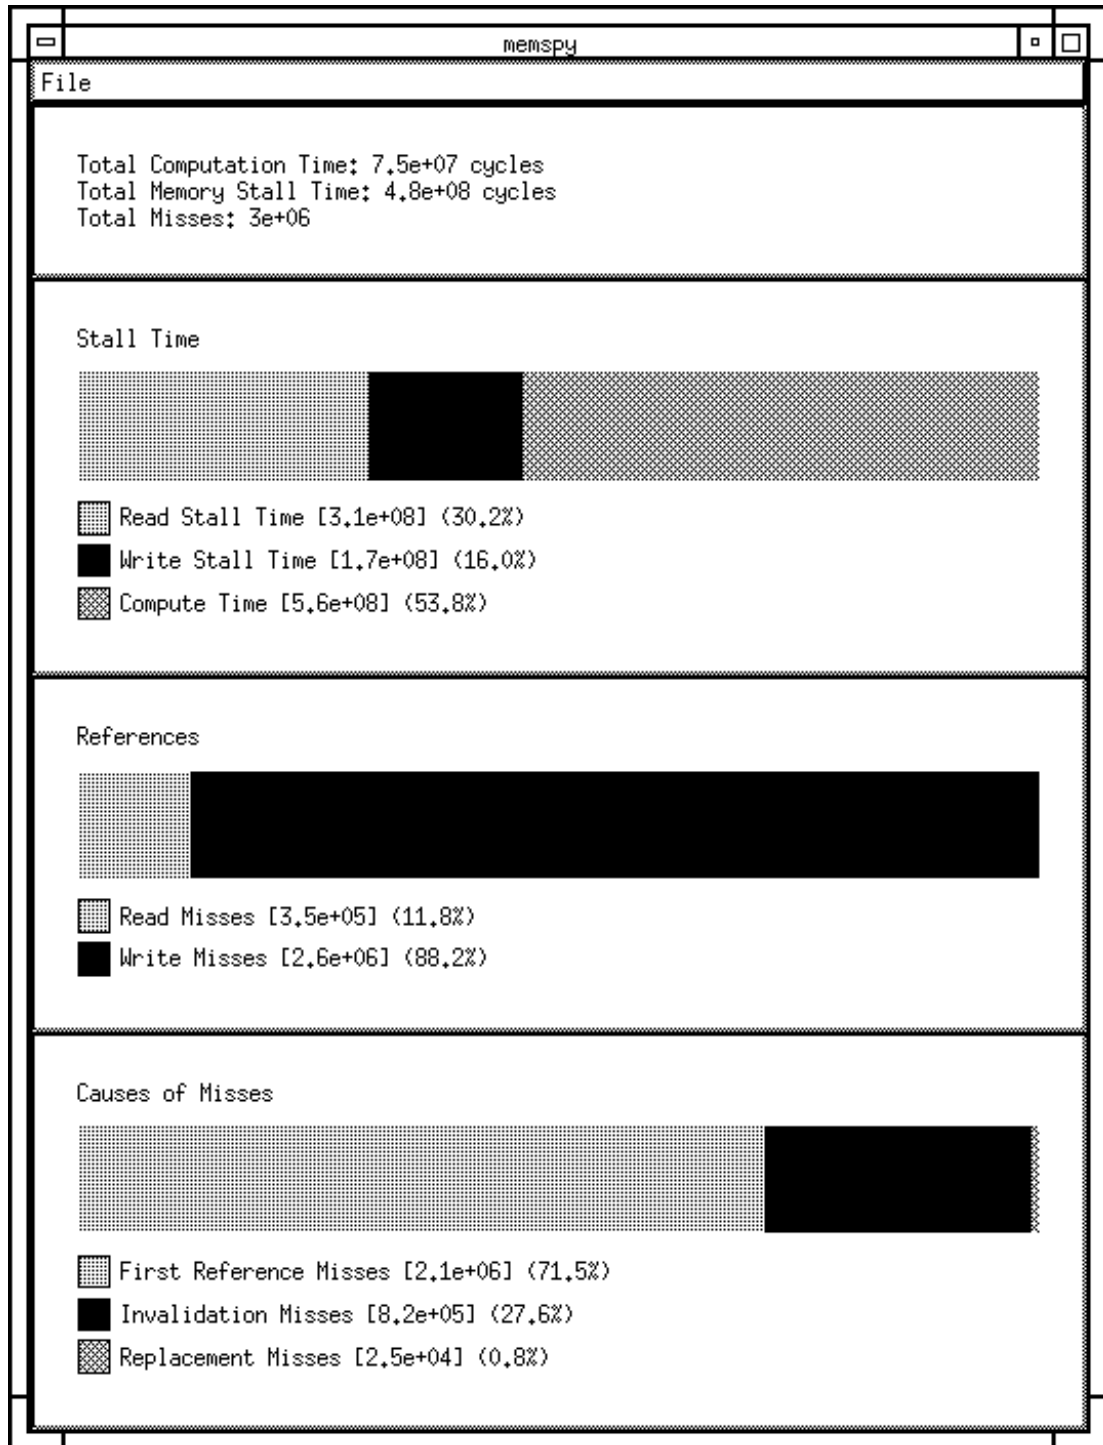 memspy
File
Total Computation Time: 7.5e+07 cycles
Total Memory Stall Time: 4.8e+08 cycles
Total Misses: 3e+06
Stall Time
Read Stall Time [3.1e+08] (30.2%)
Write Stall Time [1.7e+08] (16.0%)
Compute Time [5.6e+08] (53.8%)
References
Read Misses [3.5e+05] (11.8%)
Write Misses [2.6e+06] (88.2%)
Causes of Misses
First Reference Misses [2.1e+06] (71.5%)
Invalidation Misses [8.2e+05] (27.6%)
Replacement Misses [2.5e+04] (0.8%)